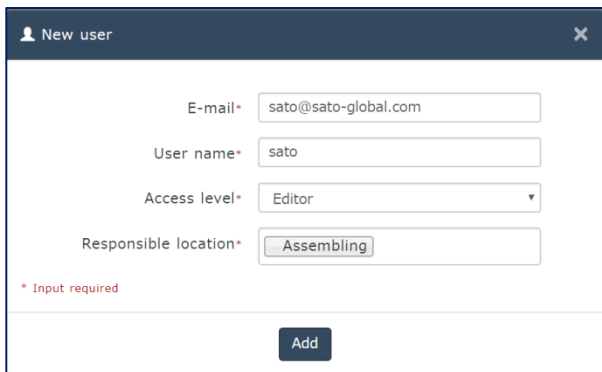 New user
E-mail* sato@sato-global.com
User name* sato
Access level* Editor
Responsible location* Assembling
* Input required
Add